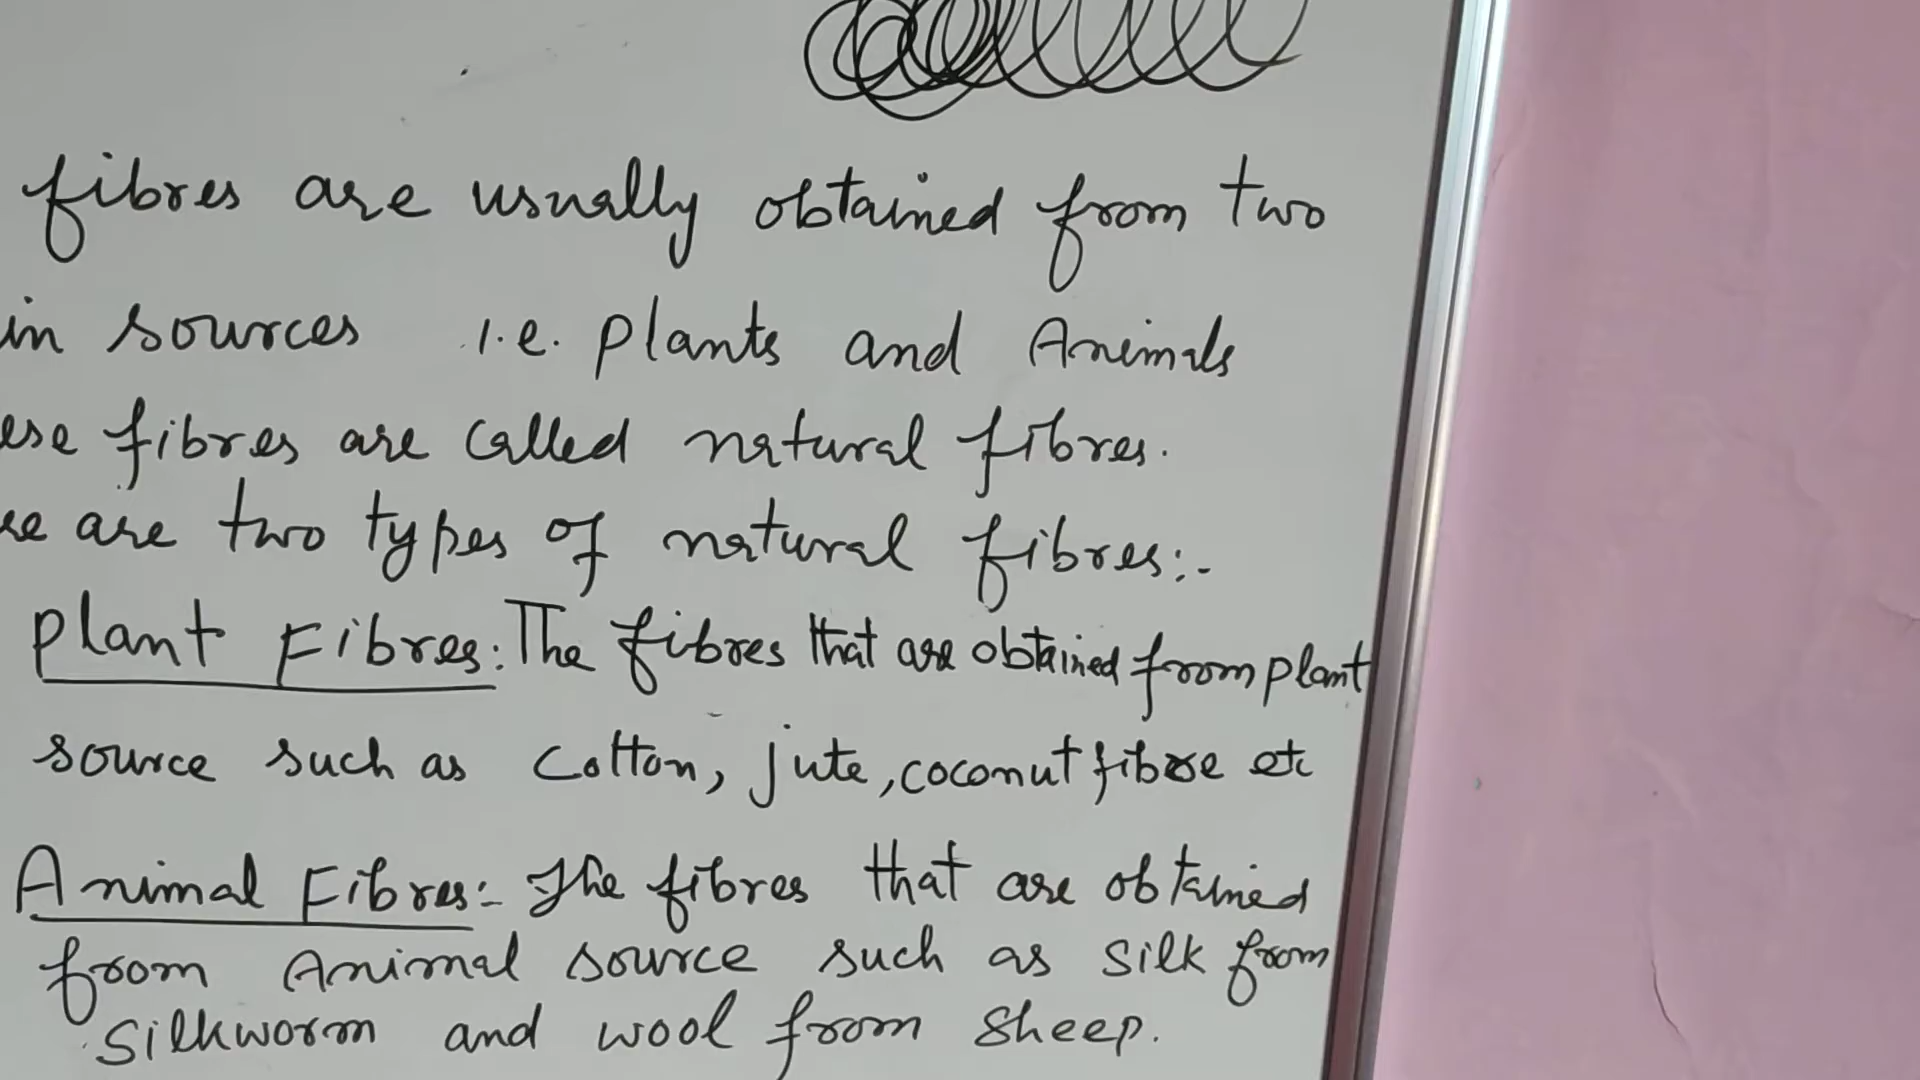 fibres are usually obtained from two
in sources i.e. plants and Animals
ese fibres are called natural fibres.
re are two types of natural fibres:-
Plant Fibres: The fibres that are obtained from plant
source such as Cotton, jute, coconut fibre etc
Animal Fibres:- The fibres that are obtained
from Animal source such as silk from
silkworm and wool from sheep.